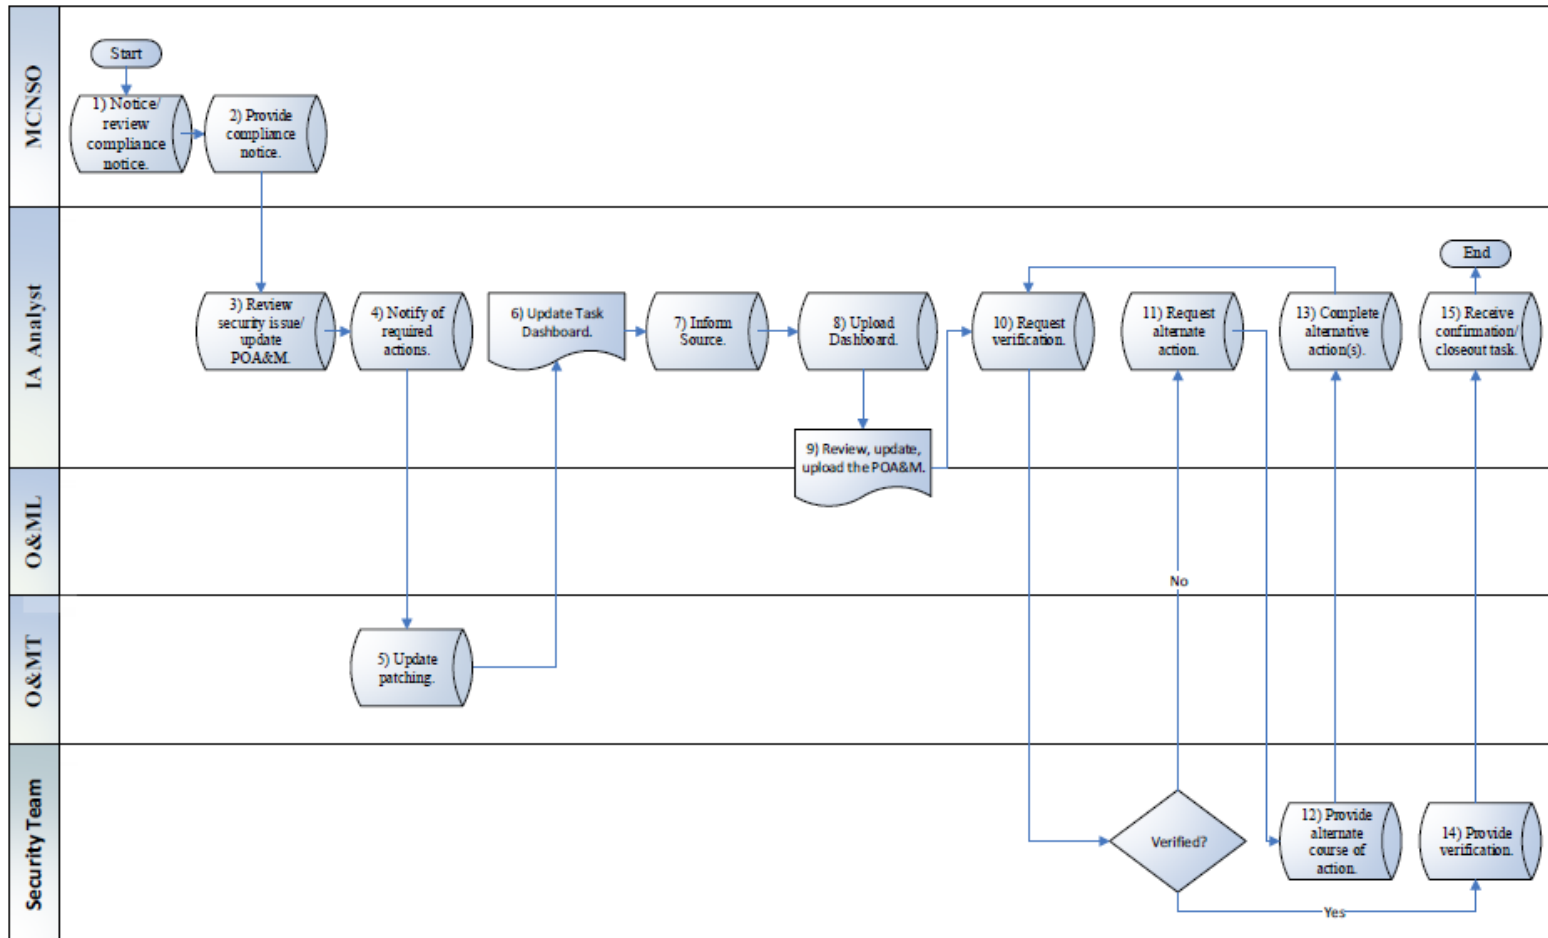 MCNSO
Start
1) Notice/
review
compliance
notice.
2) Provide
compliance
notice.
IA Analyst
3) Review
security issue/
update
POA&M.
4) Notify of
required
actions.
6) Update Task
Dashboard.
7) Inform
Source.
8) Upload
Dashboard.
9) Review, update,
upload the POA&M.
10) Request
verification.
11) Request
alternate
action.
13) Complete
alternative
action(s).
End
15) Receive
confirmation/
closeout task.
O&ML
No
O&MT
5) Update
patching.
Security Team
Verified?
12) Provide
alternate
course of
action.
14) Provide
verification.
Yes